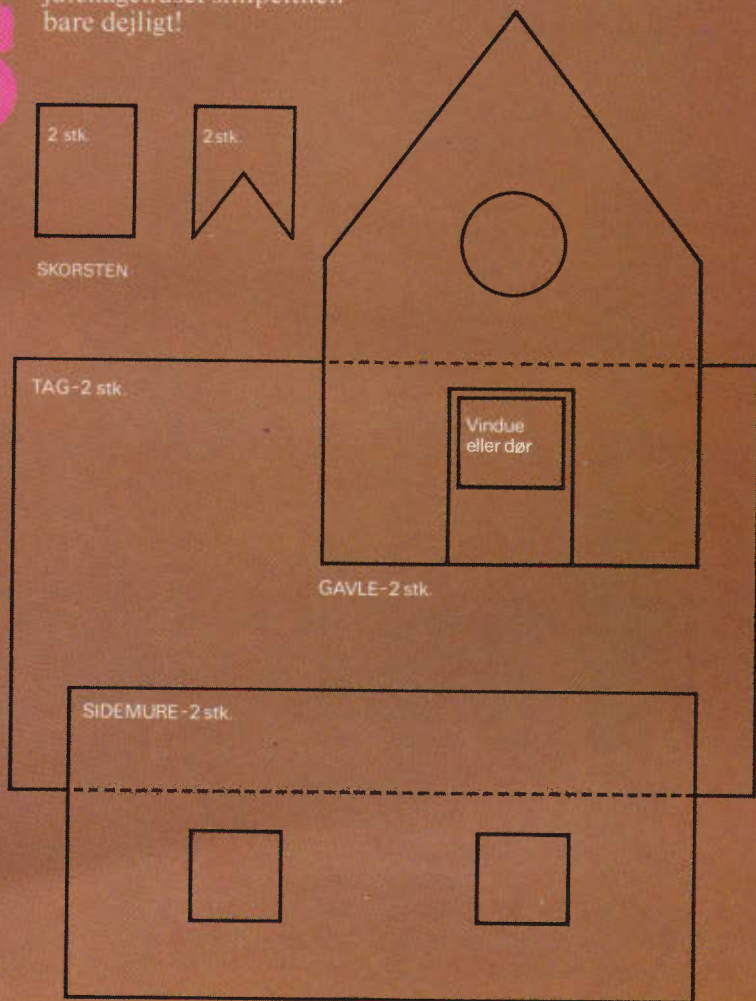 bare dejligt!
2 stk.
2 stk.
SKORSTEN
TAG-2 stk.
Vindue
eller dør
GAVLE-2 stk.
SIDEMURE-2 stk.